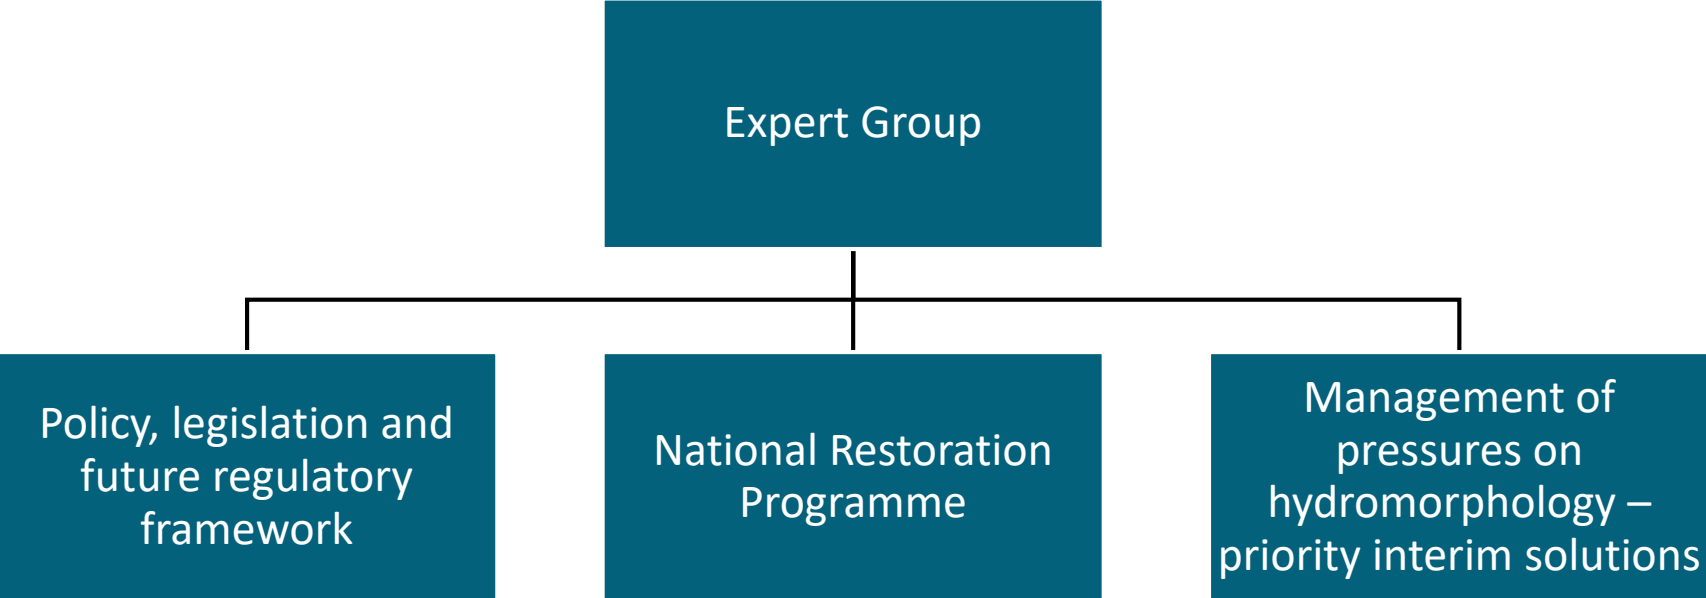 Expert Group
Policy, legislation and
future regulatory
framework
National Restoration
Programme
Management of
pressures on
hydromorphology –
priority interim solutions